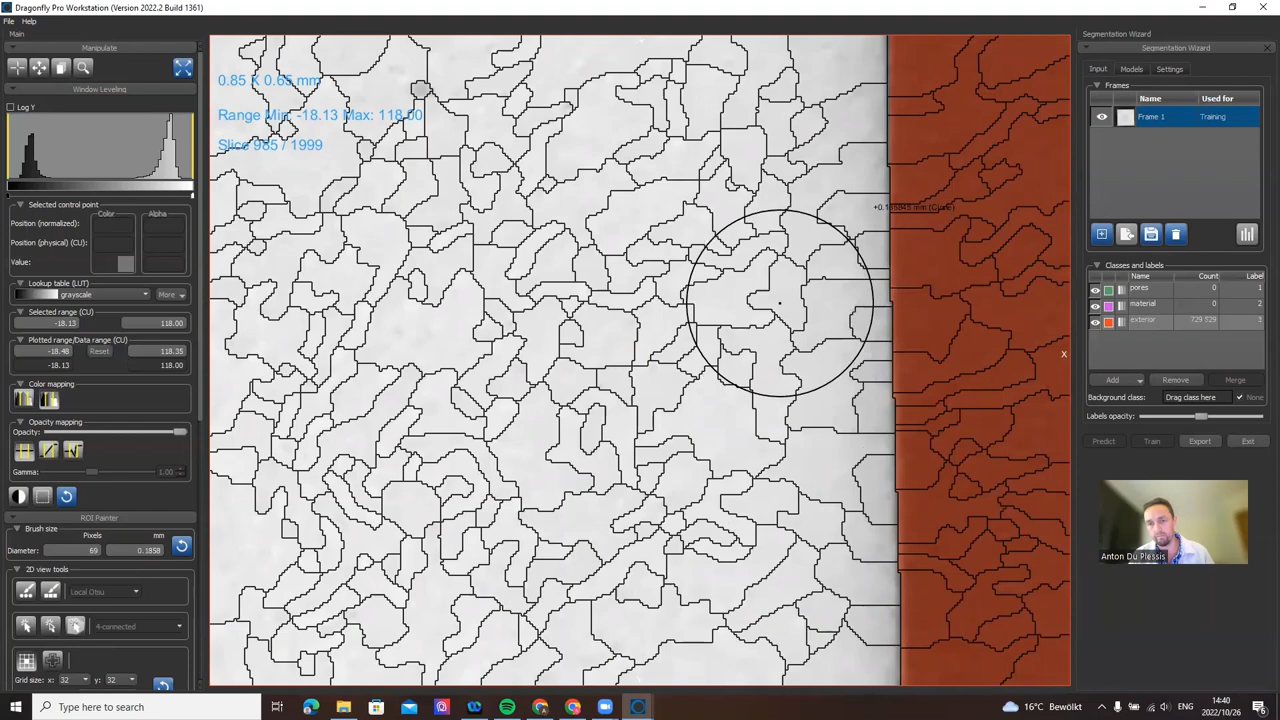 Dragonfly Pro Workstation (Version 2022.2 Build 1361)
File Help
Main
Manipulate
Window Leveling
Log Y
Selected control point
Color
Alpha
Position (normalized):
Position (physical) (CU)
Value:
Lookup table (LUT)
grayscale
More
Selected range (CU)
-18.13 118.00
Plotted range/Data range (CU)
-18.48 Reset 118.35
-18.13 118.00
Color mapping
Opacity mapping
Opacity:
Gamma: 1.00
ROI Painter
Brush size
Pixels mm
Diameter: 69 0.1858
2D view tools
Local Otsu
4-connected
Grid size: x: 32 y: 32
0.85 X 0.65 mm
Range Min: -18.13 Max: 118.00
Slice 985 / 1999
X
Segmentation Wizard
Segmentation Wizard
Input Models Settings
Frames
Name Used for
Frame 1 Training
Classes and labels
Name Count Label
pores 0 1
material 0 2
exterior 729 529 3
Add Remove Merge
Background class: Drag class here None
Labels opacity:
Predict Train Export Exit
Anton Du Plessis
Type here to search
16°C Bewölkt
ENG
14:40
2022/10/26
6